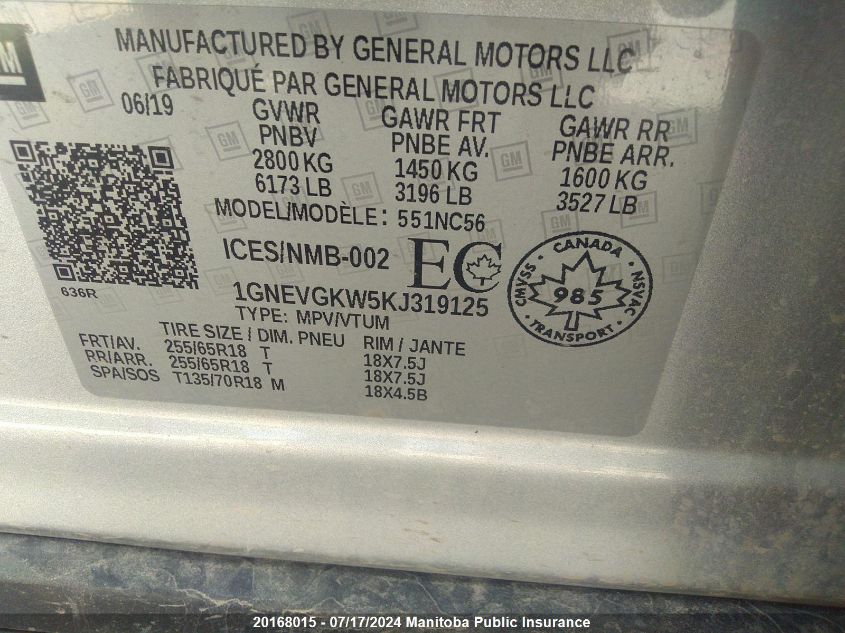 GM
MANUFACTURED BY GENERAL MOTORS LLC
FABRIQUÉ PAR GENERAL MOTORS LLC
06/19 GVWR GAWR FRT GAWR RR
PNBV PNBE AV. PNBE ARR.
2800 KG 1450 KG 1600 KG
6173 LB 3196 LB 3527 LB
MODEL/MODÈLE: 551NC56
ICES/NMB-002 EC
CANADA
CMVSS 985 NSVAC
TRANSPORT
636R
1GNEVGKW5KJ319125
TYPE: MPV/VTUM
TIRE SIZE / DIM. PNEU RIM / JANTE
FRT/AV. 255/65R18 T 18X7.5J
RR/ARR. 255/65R18 T 18X7.5J
SPA/SOS T135/70R18 M 18X4.5B
20168015 - 07/17/2024 Manitoba Public Insurance